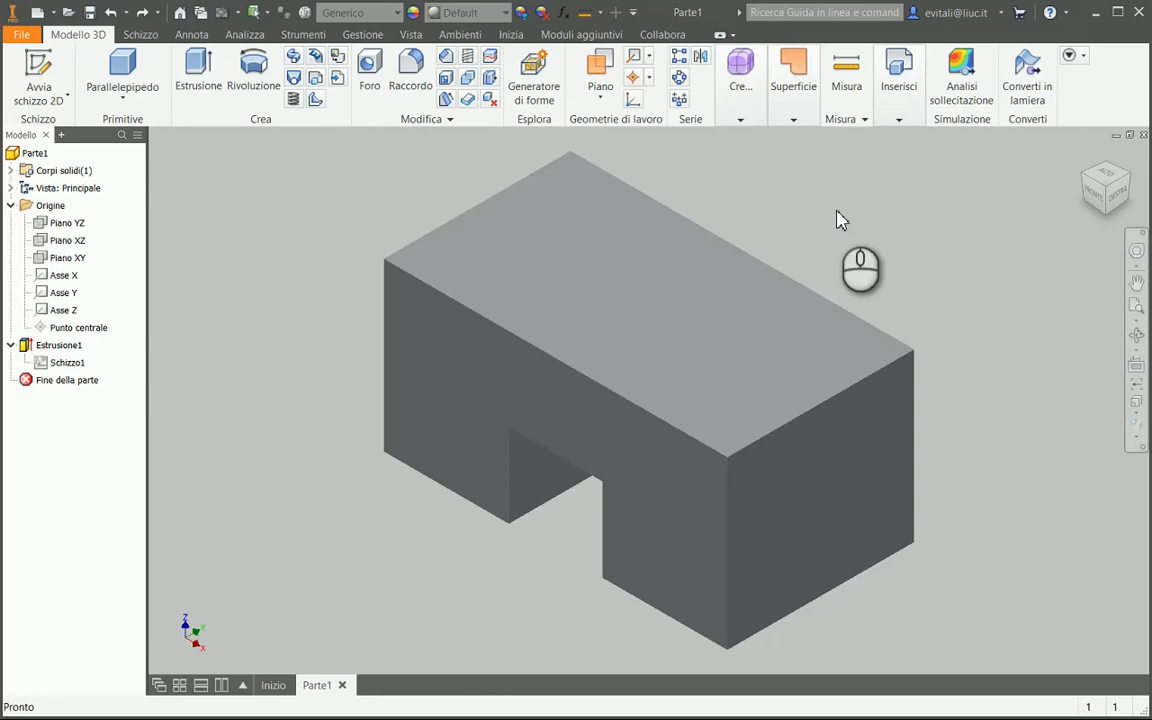 Generico
Default
Parte1
Ricerca Guida in linea e comand
evitali@liuc.it
File
Modello 3D
Schizzo
Annota
Analizza
Strumenti
Gestione
Vista
Ambienti
Inizia
Moduli aggiuntivi
Collabora
Avvia
schizzo 2D
Parallelepipedo
Estrusione
Rivoluzione
Foro
Raccordo
Generatore
di forme
Piano
Cre...
Superficie
Misura
Inserisci
Analisi
sollecitazione
Converti in
lamiera
Schizzo
Primitive
Crea
Modifica
Esplora
Geometrie di lavoro
Serie
Misura
Simulazione
Converti
Modello
Parte1
Corpi solidi(1)
Vista: Principale
Origine
Piano YZ
Piano XZ
Piano XY
Asse X
Asse Y
Asse Z
Punto centrale
Estrusione1
Schizzo1
Fine della parte
ALTO
FRONTE
DESTRA
Z
Y
X
Inizio
Parte1
Pronto
1
1